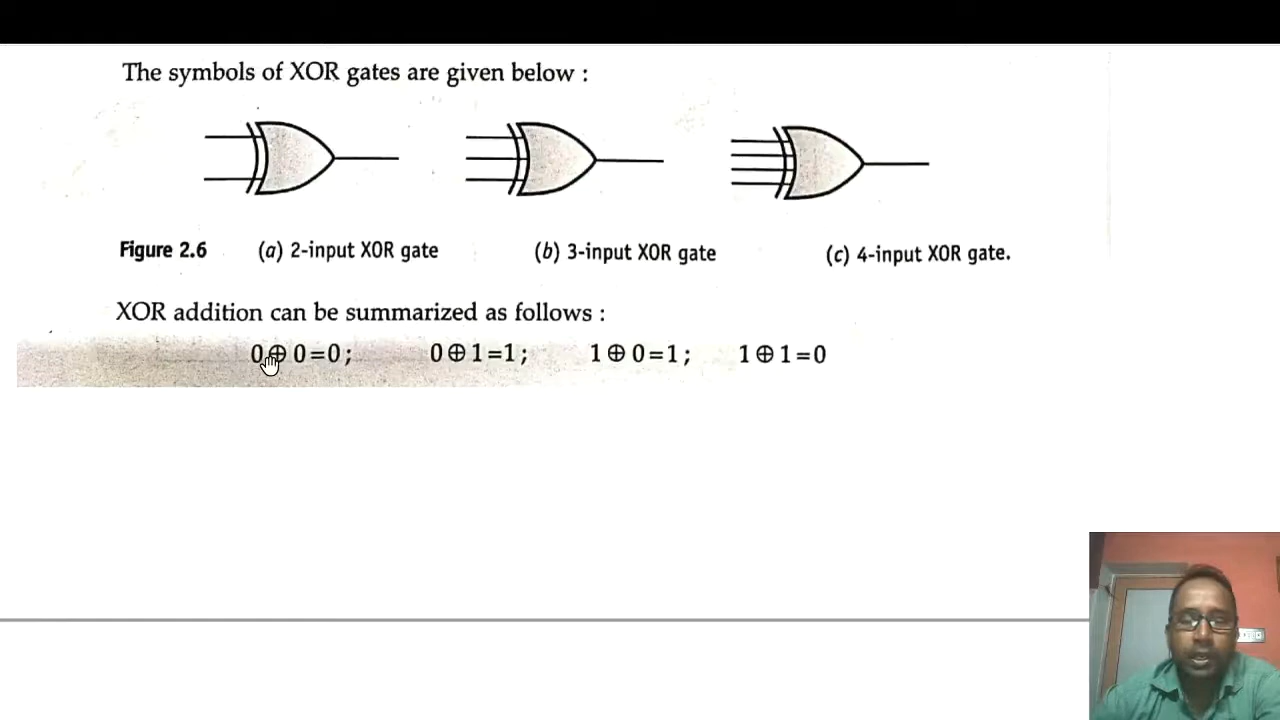 The symbols of XOR gates are given below :
Figure 2.6 (a) 2-input XOR gate (b) 3-input XOR gate (c) 4-input XOR gate.
XOR addition can be summarized as follows :
0⊕0=0; 0⊕1=1; 1⊕0=1; 1⊕1=0